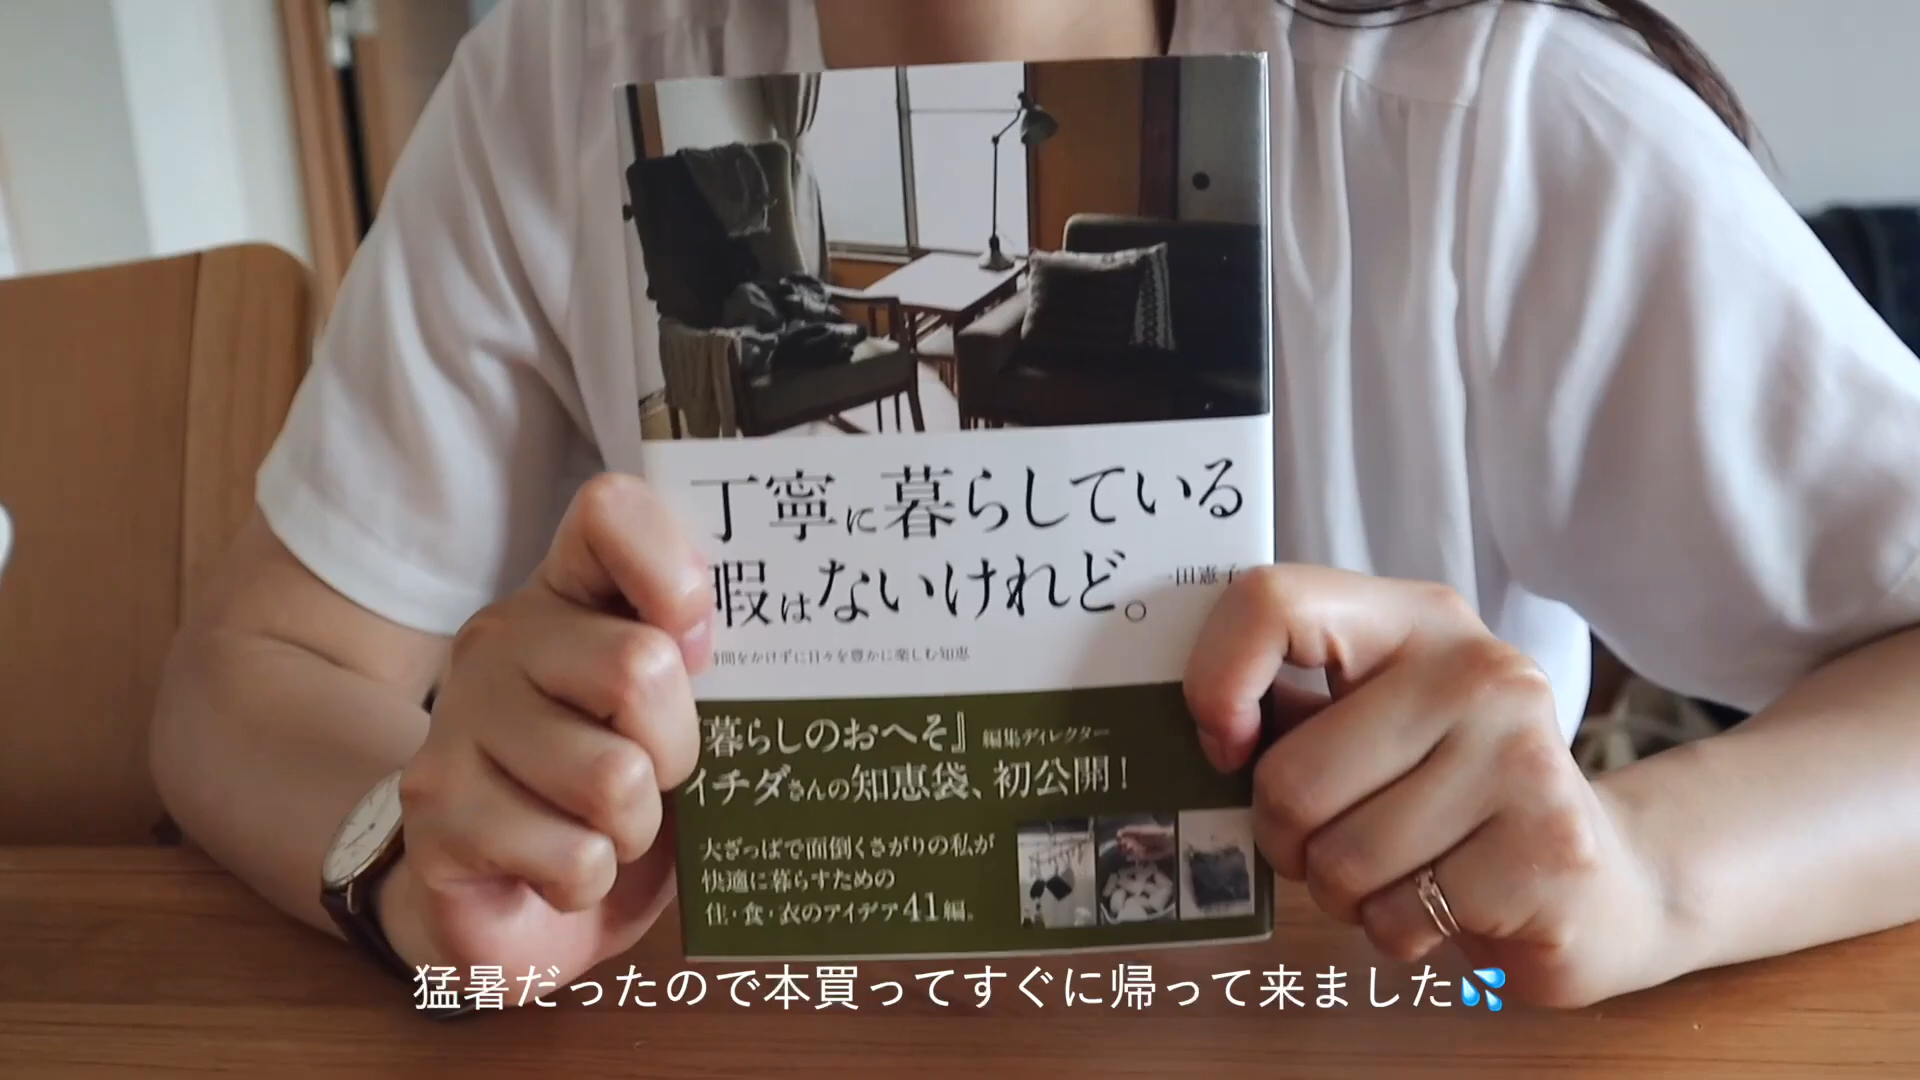 丁寧に暮らしている
暇はないけれど。
一田憲子
時間をかけずに日々を豊かに楽しむ知恵
『暮らしのおへそ』編集ディレクター
イチダさんの知恵袋、初公開!
大ざっぱで面倒くさがりの私が
快適に暮らすための
住・食・衣のアイデア41編。
猛暑だったので本買ってすぐに帰って来ました💦